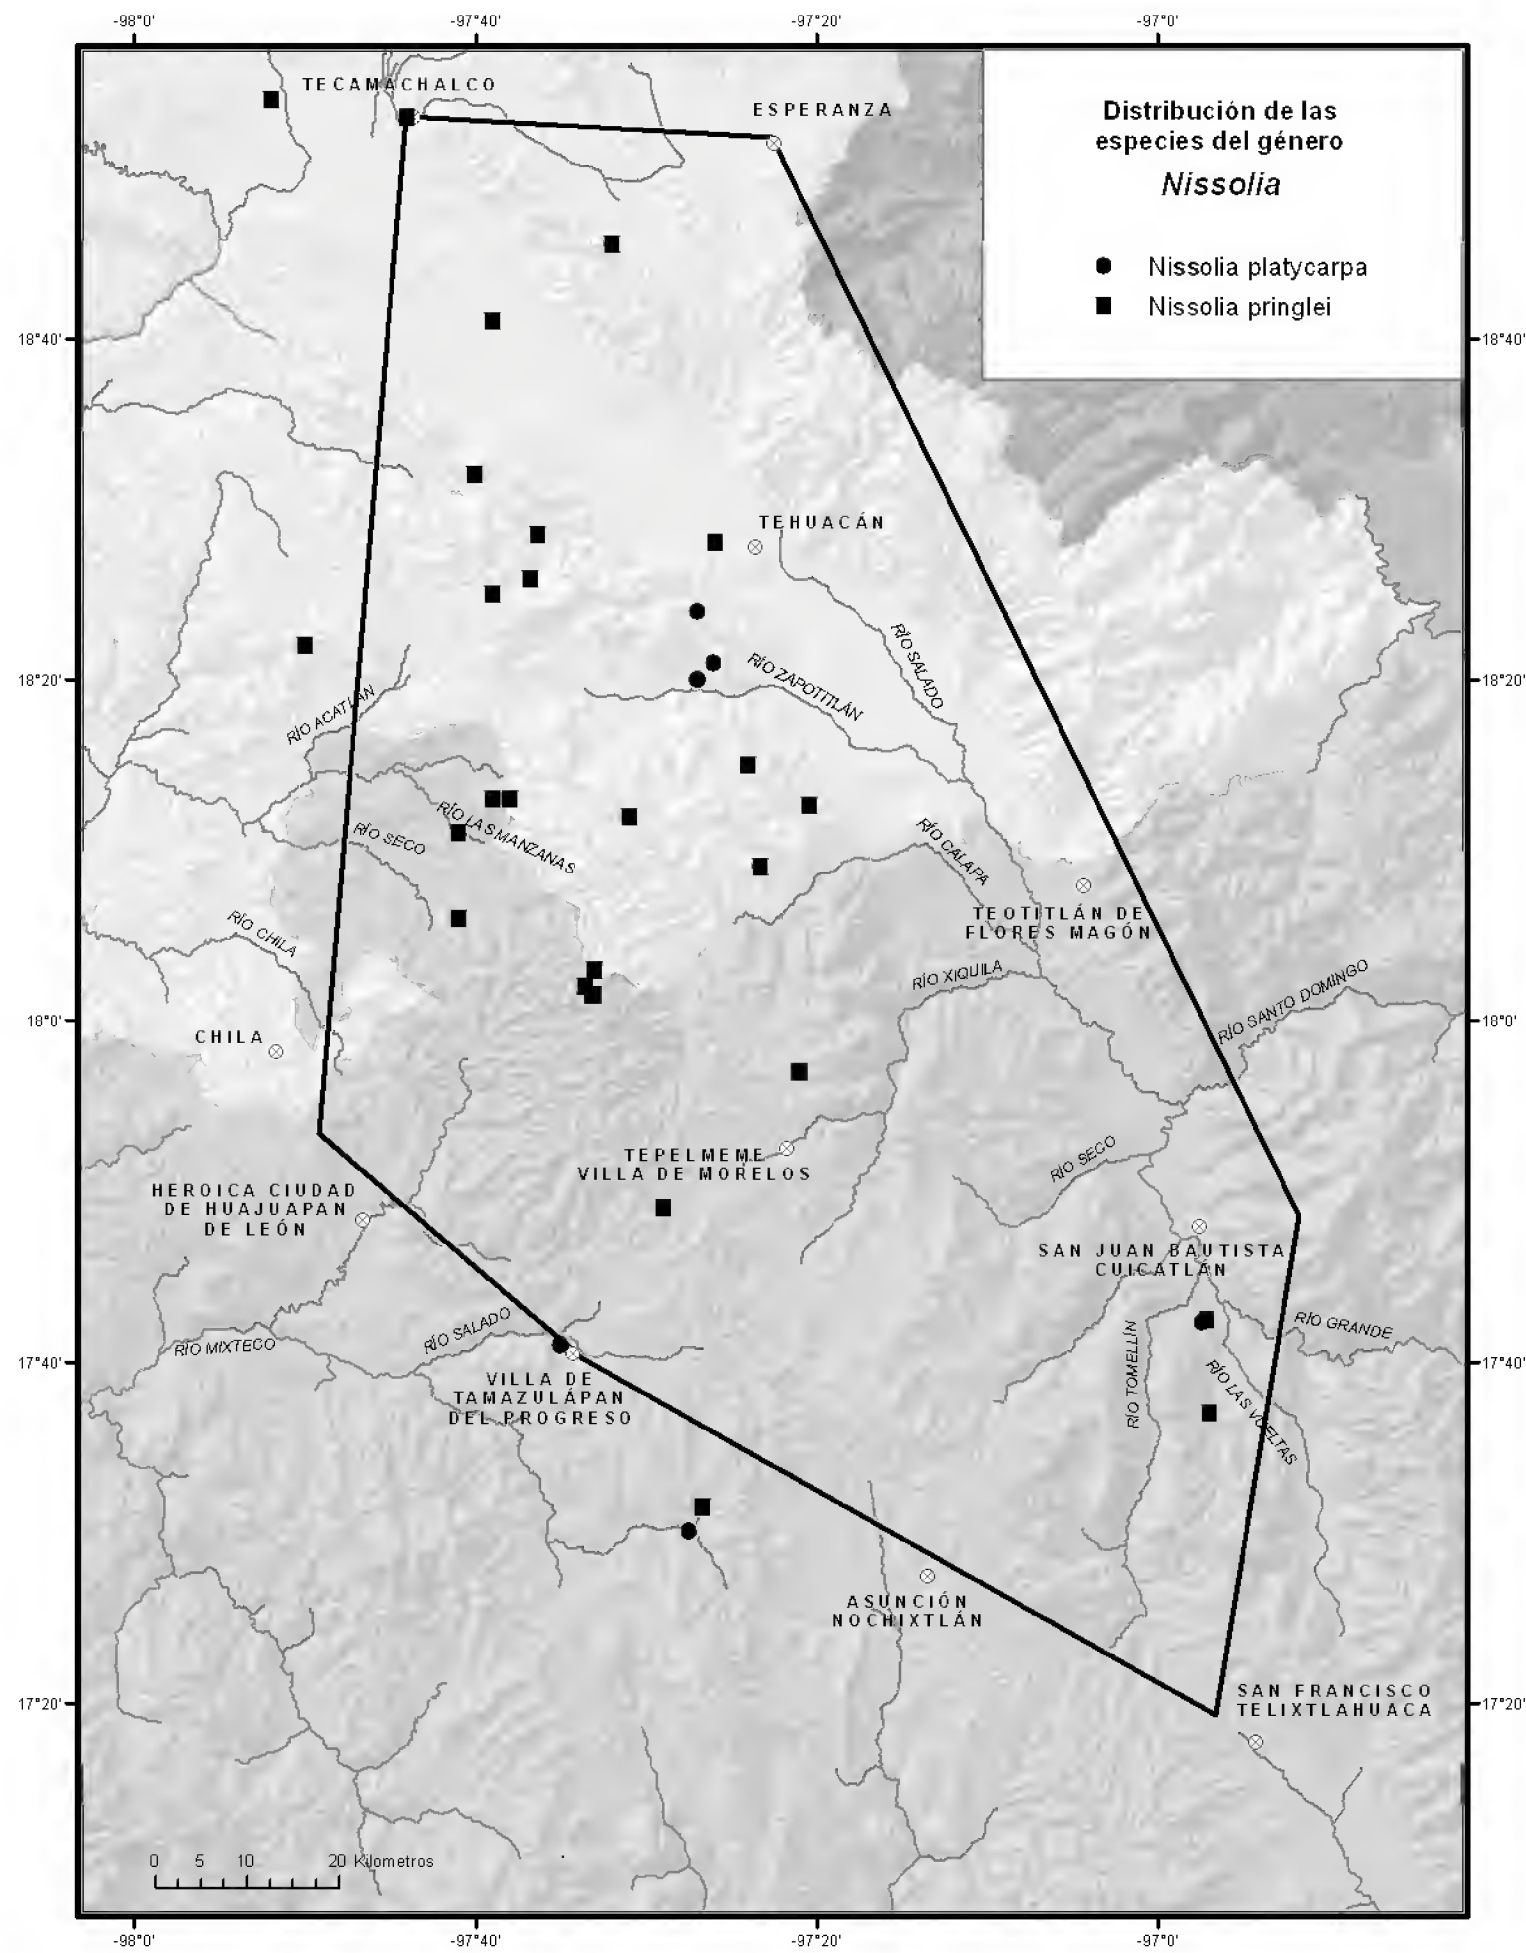 -98°0'
-97°40'
-97°20'
-97°0'
TECAMACHALCO
ESPERANZA
Distribución de las
especies del género
Nissolia
Nissolia platycarpa
Nissolia pringlei
18°40'
18°40'
TEHUACÁN
RÍO SALADO
RÍO ZAPOTITLÁN
18°20'
18°20'
RÍO ACATLÁN
RÍO LAS MANZANAS
RÍO SECO
RÍO CALAPA
TEOTITLÁN DE
FLORES MAGÓN
RÍO CHILA
RÍO XIQUILA
RÍO SANTO DOMINGO
18°0'
18°0'
CHILA
TEPELMEME
VILLA DE MORELOS
RÍO SECO
HEROICA CIUDAD
DE HUAJUAPAN
DE LEÓN
SAN JUAN BAUTISTA
CUICATLÁN
RÍO SALADO
RÍO MIXTECO
RÍO GRANDE
RÍO TOMELLÍN
RÍO LAS VUELTAS
17°40'
17°40'
VILLA DE
TAMAZULÁPAN
DEL PROGRESO
ASUNCIÓN
NOCHIXTLÁN
SAN FRANCISCO
TELIXTLAHUACA
17°20'
17°20'
0 5 10 20 Kilometros
-98°0'
-97°40'
-97°20'
-97°0'